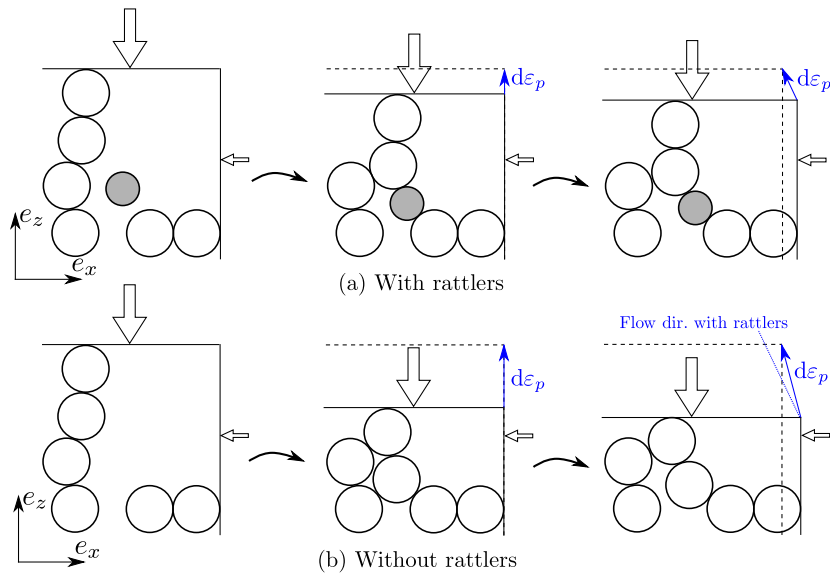 dε_p
dε_p
e_z
e_x
(a) With rattlers
Flow dir. with rattlers
dε_p
dε_p
e_z
e_x
(b) Without rattlers